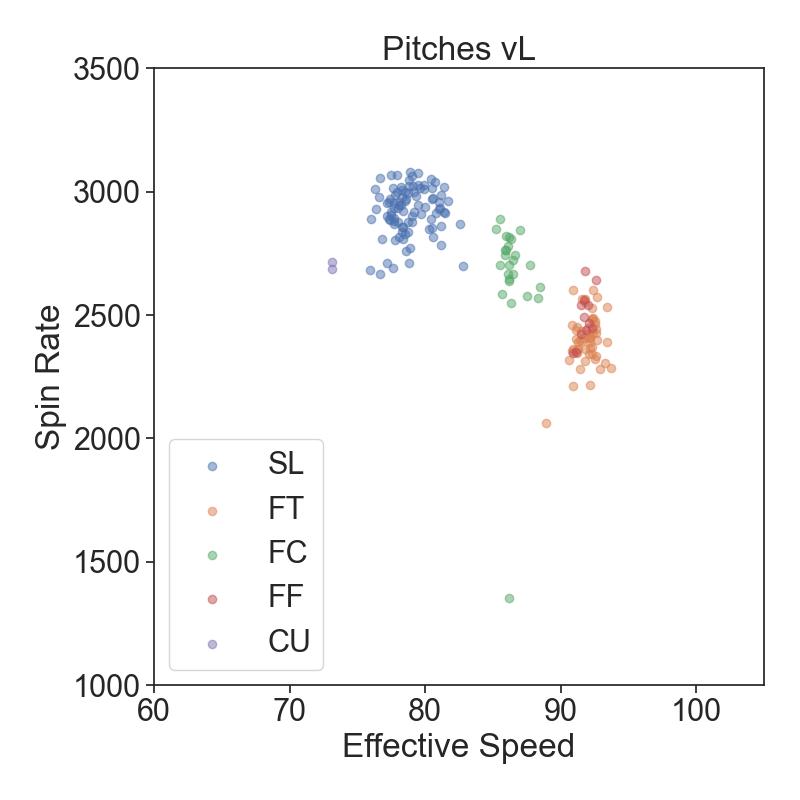 Pitches vL
3500
3000
2500
2000
1500
1000
Spin Rate
SL
FT
FC
FF
CU
60 70 80 90 100
Effective Speed